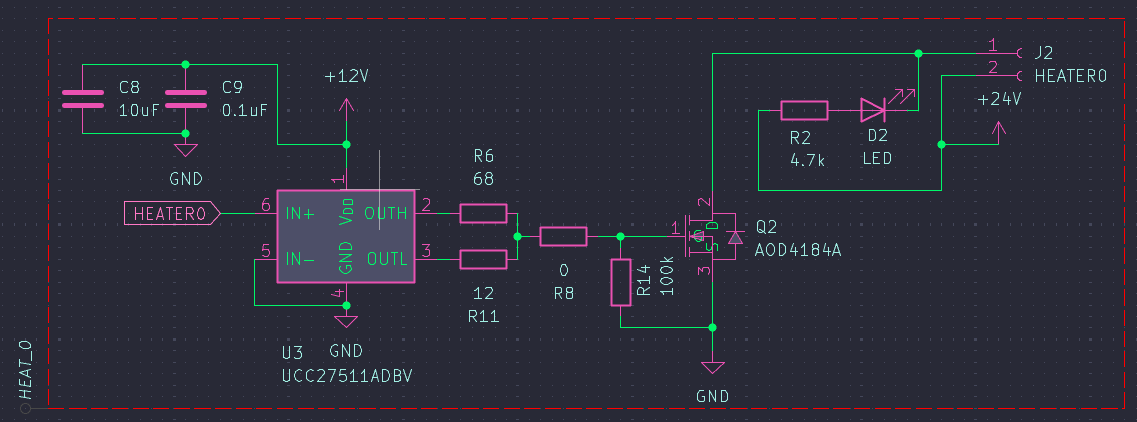 C8
10uF
C9
0.1uF
GND
+12V
1
HEATER0
6
IN+
VDD
OUTH
2
5
IN-
GND
OUTL
3
4
GND
U3
UCC27511ADBV
R6
68
12
R11
0
R8
R14
100k
1
2
D
G
S
3
Q2
AOD4184A
GND
R2
4.7k
D2
LED
1
J2
2
HEATER0
+24V
HEAT_0